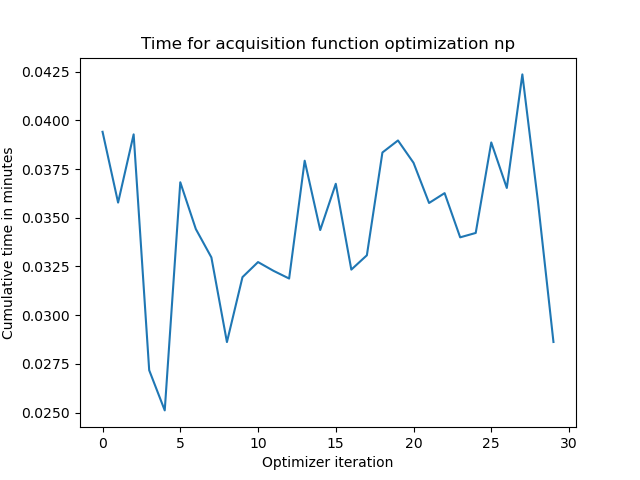 Time for acquisition function optimization np
0.0425
0.0400
0.0375
0.0350
0.0325
0.0300
0.0275
0.0250
Cumulative time in minutes
0 5 10 15 20 25 30
Optimizer iteration